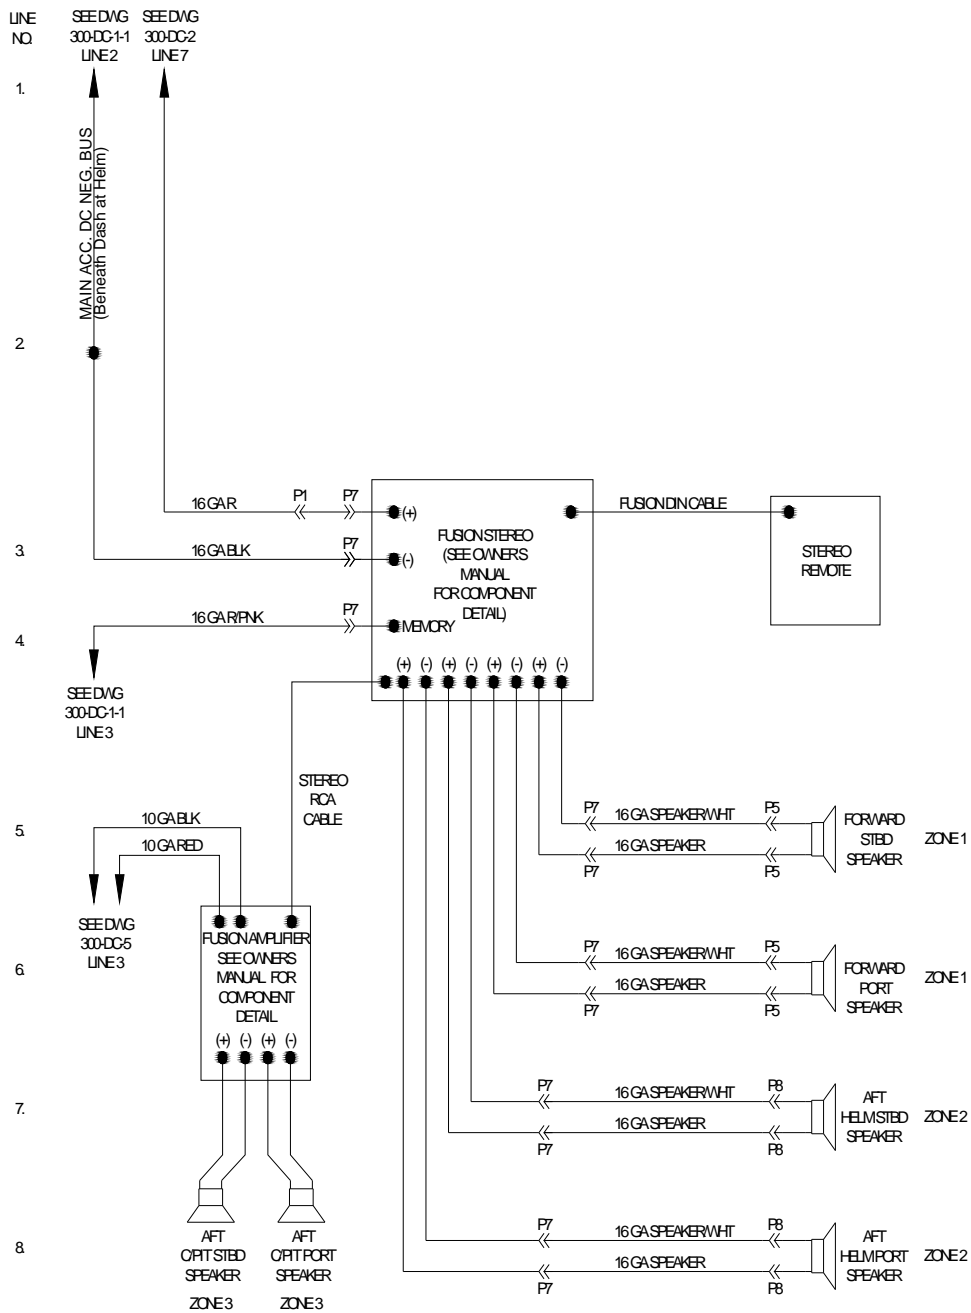 LINE
NO.
SEE DWG
300-DC-1-1
LINE 2
SEE DWG
300-DC-2
LINE 7
1.
MAIN ACC. DC NEG. BUS
(Beneath Dash at Helm)
2.
16 GA R
P1
P7
(+)
FUSION DIN CABLE
FUSION STEREO
(SEE OWNERS
MANUAL
FOR COMPONENT
DETAIL)
STEREO
REMOTE
3.
16 GA BLK
P7
(-)
4.
16 GA R/PNK
P7
MEMORY
(+) (-) (+) (-) (+) (-) (+) (-)
SEE DWG
300-DC-1-1
LINE 3
STEREO
RCA
CABLE
5.
10 GA BLK
10 GA RED
P7
16 GA SPEAKER/WHT
P5
16 GA SPEAKER
P7
P5
FORWARD
STBD
SPEAKER
ZONE 1
SEE DWG
300-DC-5
LINE 3
6.
FUSION AMPLIFIER
SEE OWNERS
MANUAL FOR
COMPONENT
DETAIL
(+) (-) (+) (-)
P7
16 GA SPEAKER/WHT
P5
16 GA SPEAKER
P7
P5
FORWARD
PORT
SPEAKER
ZONE 1
7.
P7
16 GA SPEAKER/WHT
P8
16 GA SPEAKER
P7
P8
AFT
HELM STBD
SPEAKER
ZONE 2
8.
AFT
C/PIT STBD
SPEAKER
ZONE 3
AFT
C/PIT PORT
SPEAKER
ZONE 3
P7
16 GA SPEAKER/WHT
P8
16 GA SPEAKER
P7
P8
AFT
HELM PORT
SPEAKER
ZONE 2